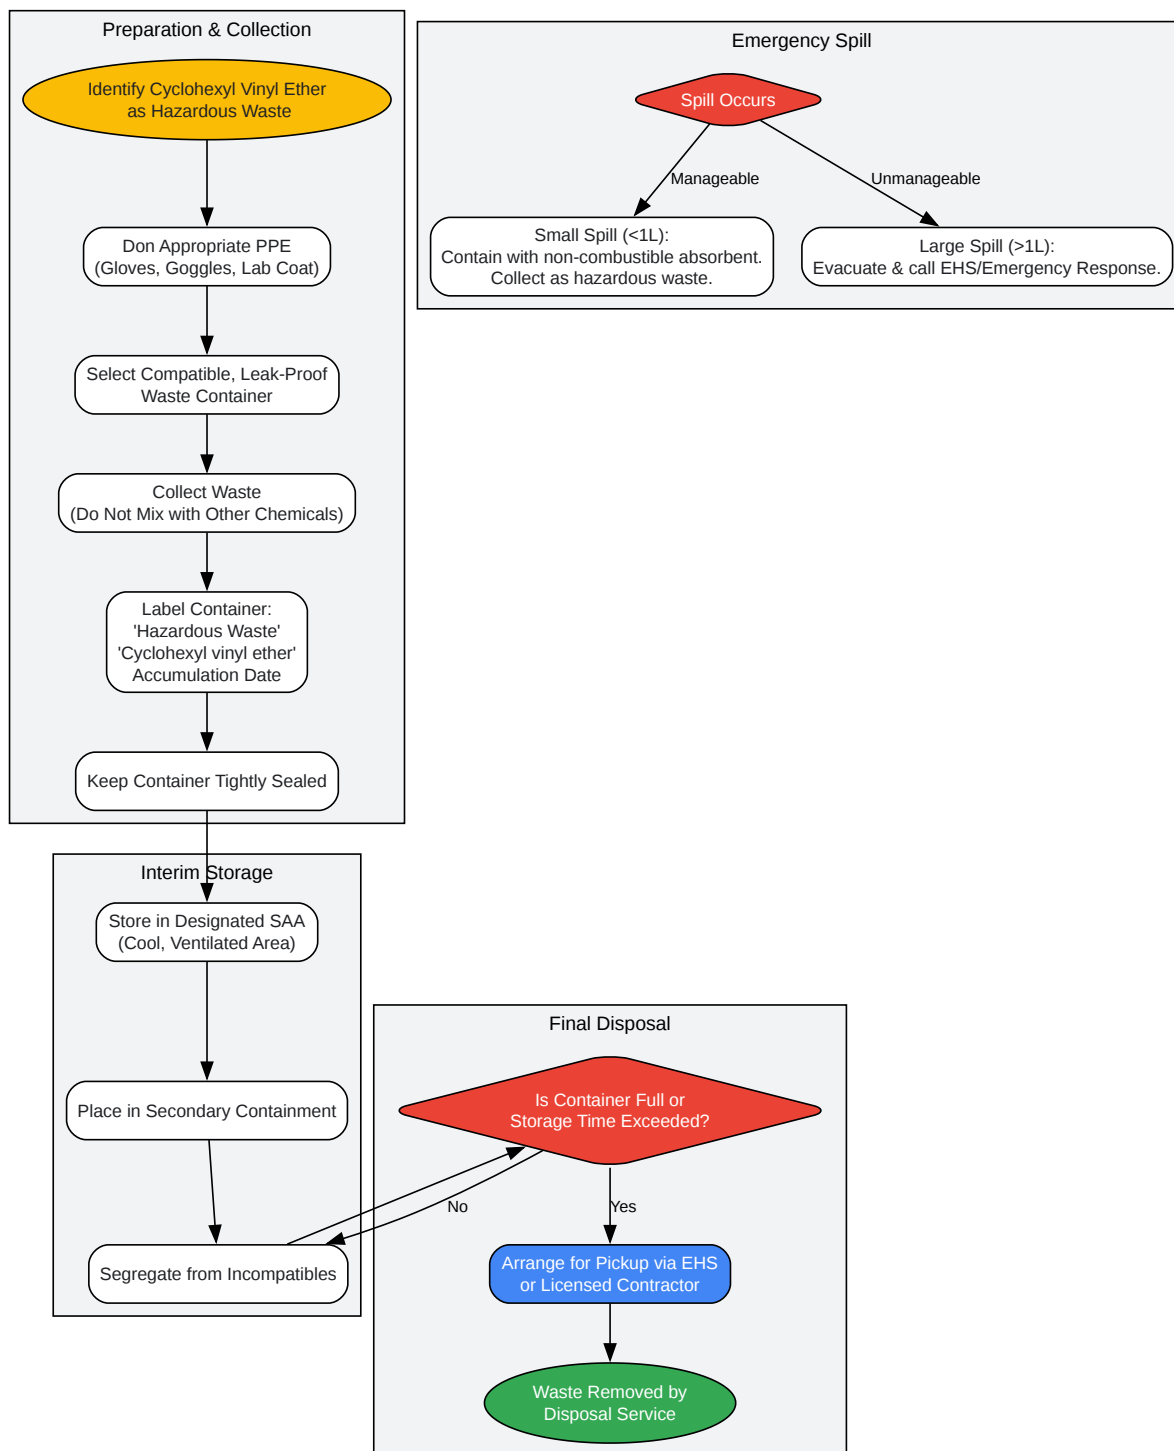 Preparation & Collection
Identify Cyclohexyl Vinyl Ether
as Hazardous Waste
Don Appropriate PPE
(Gloves, Goggles, Lab Coat)
Select Compatible, Leak-Proof
Waste Container
Collect Waste
(Do Not Mix with Other Chemicals)
Label Container:
'Hazardous Waste'
'Cyclohexyl vinyl ether'
Accumulation Date
Keep Container Tightly Sealed
Emergency Spill
Spill Occurs
Manageable
Unmanageable
Small Spill (<1L):
Contain with non-combustible absorbent.
Collect as hazardous waste.
Large Spill (>1L):
Evacuate & call EHS/Emergency Response.
Interim Storage
Store in Designated SAA
(Cool, Ventilated Area)
Place in Secondary Containment
Segregate from Incompatibles
Final Disposal
Is Container Full or
Storage Time Exceeded?
No
Yes
Arrange for Pickup via EHS
or Licensed Contractor
Waste Removed by
Disposal Service